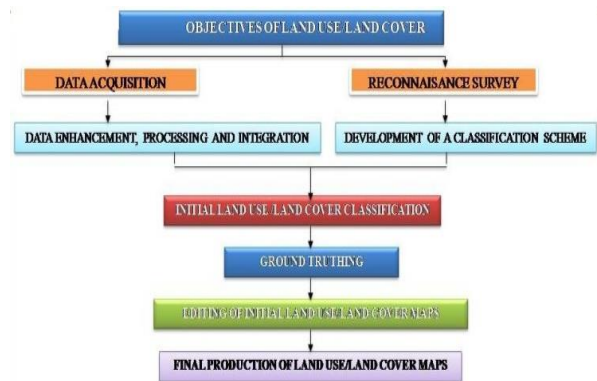 OBJECTIVES OF LAND USE/LAND COVER
DATA ACQUISITION
RECONNAISANCE SURVEY
DATA ENHANCEMENT, PROCESSING AND INTEGRATION
DEVELOPMENT OF A CLASSIFICATION SCHEME
INITIAL LAND USE/LAND COVER CLASSIFICATION
GROUND TRUTHING
EDITING OF INITIAL LAND USE/LAND COVER MAPS
FINAL PRODUCTION OF LAND USE/LAND COVER MAPS